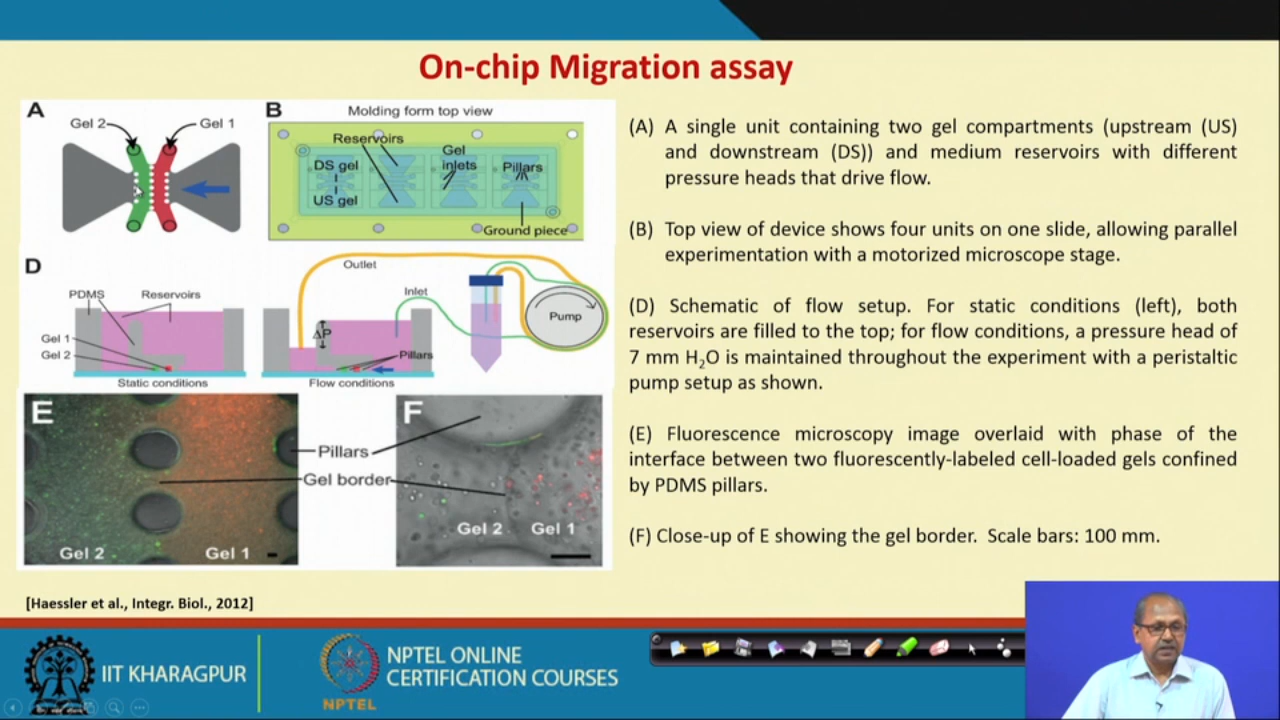 On-chip Migration assay
A
Gel 2
Gel 1
B
Molding form top view
Reservoirs
DS gel
US gel
Gel
inlets
Pillars
Ground piece
D
PDMS
Reservoirs
Gel 1
Gel 2
Static conditions
Outlet
Inlet
ΔP
Pillars
Flow conditions
Pump
E
Gel 2
Gel 1
Pillars
Gel border
F
Gel 2
Gel 1
(A) A single unit containing two gel compartments (upstream (US)
and downstream (DS)) and medium reservoirs with different
pressure heads that drive flow.
(B) Top view of device shows four units on one slide, allowing parallel
experimentation with a motorized microscope stage.
(D) Schematic of flow setup. For static conditions (left), both
reservoirs are filled to the top; for flow conditions, a pressure head of
7 mm H₂O is maintained throughout the experiment with a peristaltic
pump setup as shown.
(E) Fluorescence microscopy image overlaid with phase of the
interface between two fluorescently-labeled cell-loaded gels confined
by PDMS pillars.
(F) Close-up of E showing the gel border. Scale bars: 100 mm.
[Haessler et al., Integr. Biol., 2012]
IIT KHARAGPUR
NPTEL
NPTEL ONLINE
CERTIFICATION COURSES